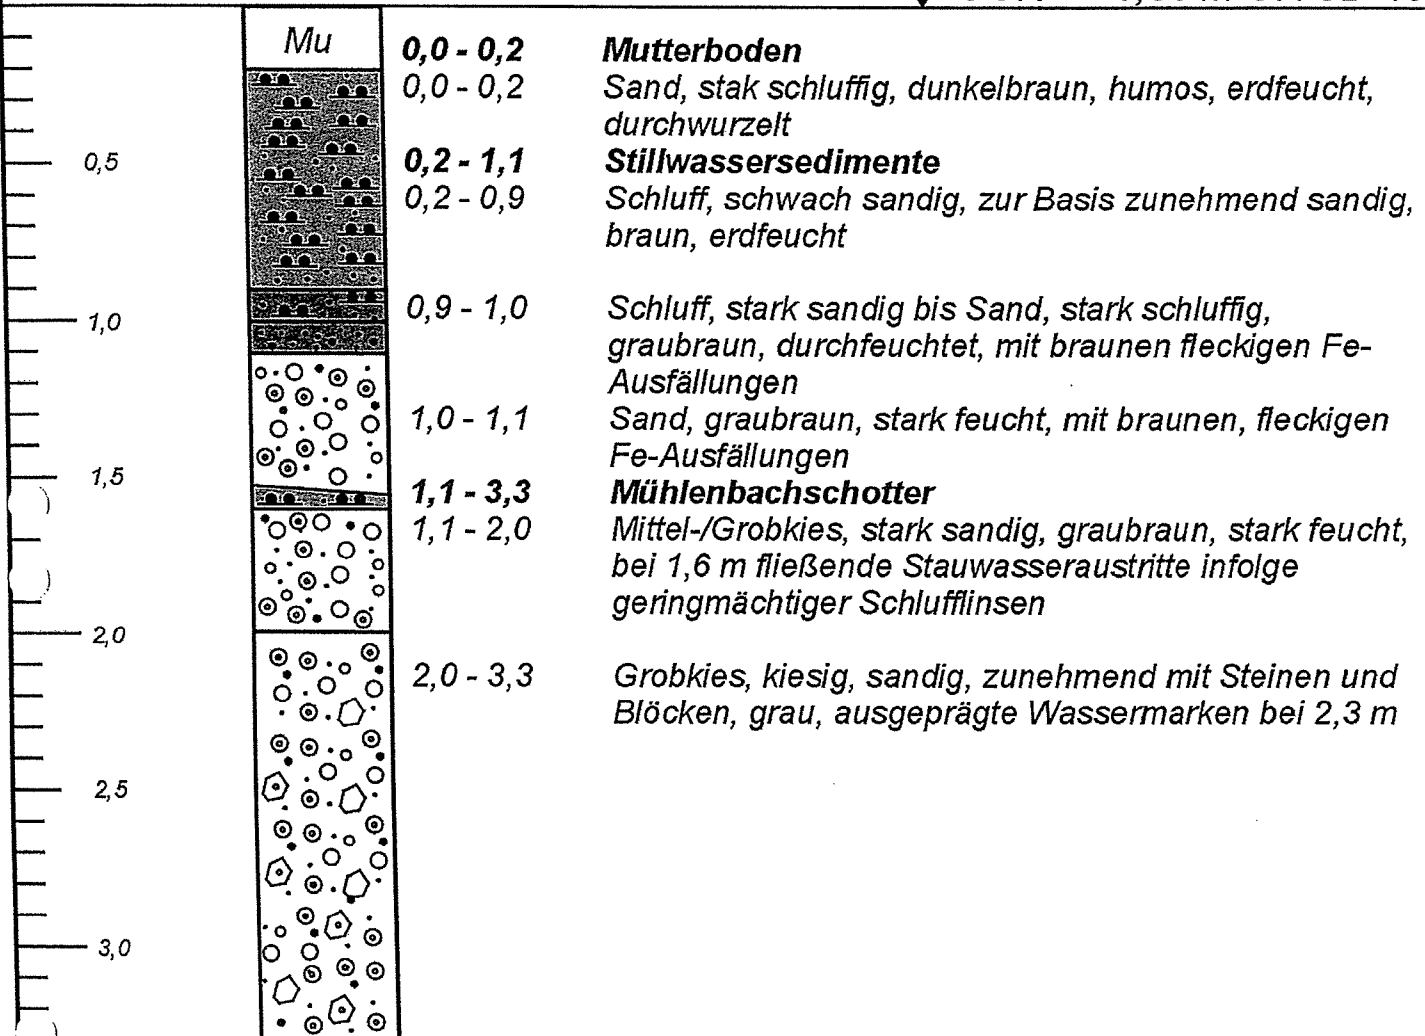 Mu
0,0 - 0,2 Mutterboden
0,0 - 0,2 Sand, stak schluffig, dunkelbraun, humos, erdfeucht,
durchwurzelt
0,5
0,2 - 1,1 Stillwassersedimente
0,2 - 0,9 Schluff, schwach sandig, zur Basis zunehmend sandig,
braun, erdfeucht
1,0
0,9 - 1,0 Schluff, stark sandig bis Sand, stark schluffig,
graubraun, durchfeuchtet, mit braunen fleckigen Fe-
Ausfällungen
1,0 - 1,1 Sand, graubraun, stark feucht, mit braunen, fleckigen
Fe-Ausfällungen
1,5
1,1 - 3,3 Mühlenbachschotter
1,1 - 2,0 Mittel-/Grobkies, stark sandig, graubraun, stark feucht,
bei 1,6 m fließende Stauwasseraustritte infolge
geringmächtiger Schlufflinsen
2,0
2,0 - 3,3 Grobkies, kiesig, sandig, zunehmend mit Steinen und
Blöcken, grau, ausgeprägte Wassermarken bei 2,3 m
2,5
3,0